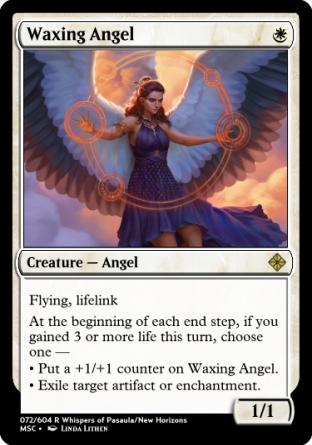 Waxing Angel
Creature — Angel
Flying, lifelink
At the beginning of each end step, if you
gained 3 or more life this turn, choose
one —
• Put a +1/+1 counter on Waxing Angel.
• Exile target artifact or enchantment.
1/1
072/604 R Whispers of Pasaula/New Horizons
MSC • Linda Lithen